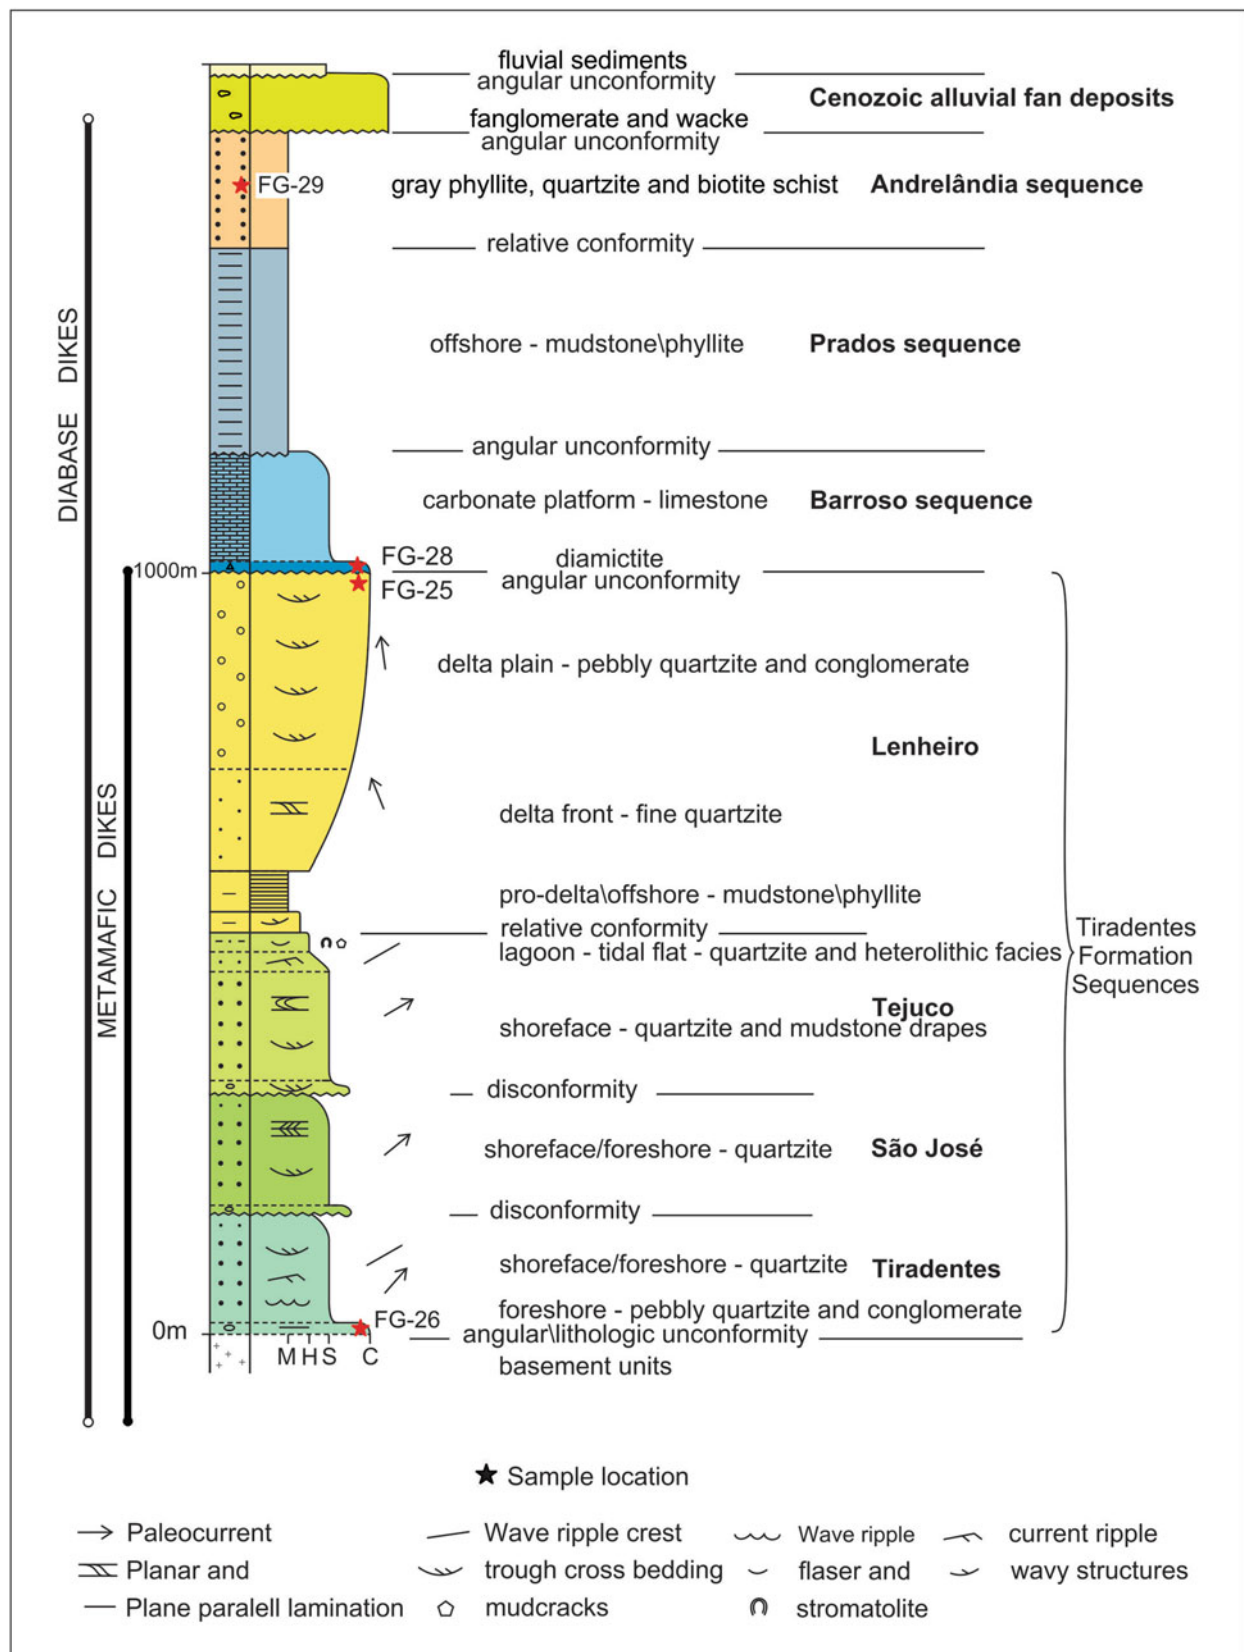 fluvial sediments
angular unconformity
Cenozoic alluvial fan deposits
fanglomerate and wacke
angular unconformity
FG-29
gray phyllite, quartzite and biotite schist
Andrelândia sequence
relative conformity
offshore - mudstone\phyllite
Prados sequence
angular unconformity
carbonate platform - limestone
Barroso sequence
FG-28
diamictite
1000m
angular unconformity
FG-25
delta plain - pebbly quartzite and conglomerate
Lenheiro
delta front - fine quartzite
pro-delta\offshore - mudstone\phyllite
relative conformity
lagoon - tidal flat - quartzite and heterolithic facies
Tejuco
shoreface - quartzite and mudstone drapes
disconformity
shoreface/foreshore - quartzite
São José
disconformity
shoreface/foreshore - quartzite
Tiradentes
foreshore - pebbly quartzite and conglomerate
FG-26
0m
angular\lithologic unconformity
M H S C
basement units
DIABASE DIKES
METAMAFIC DIKES
Tiradentes
Formation
Sequences
Sample location
Paleocurrent
Wave ripple crest
Wave ripple
current ripple
Planar and
trough cross bedding
flaser and
wavy structures
Plane paralell lamination
mudcracks
stromatolite